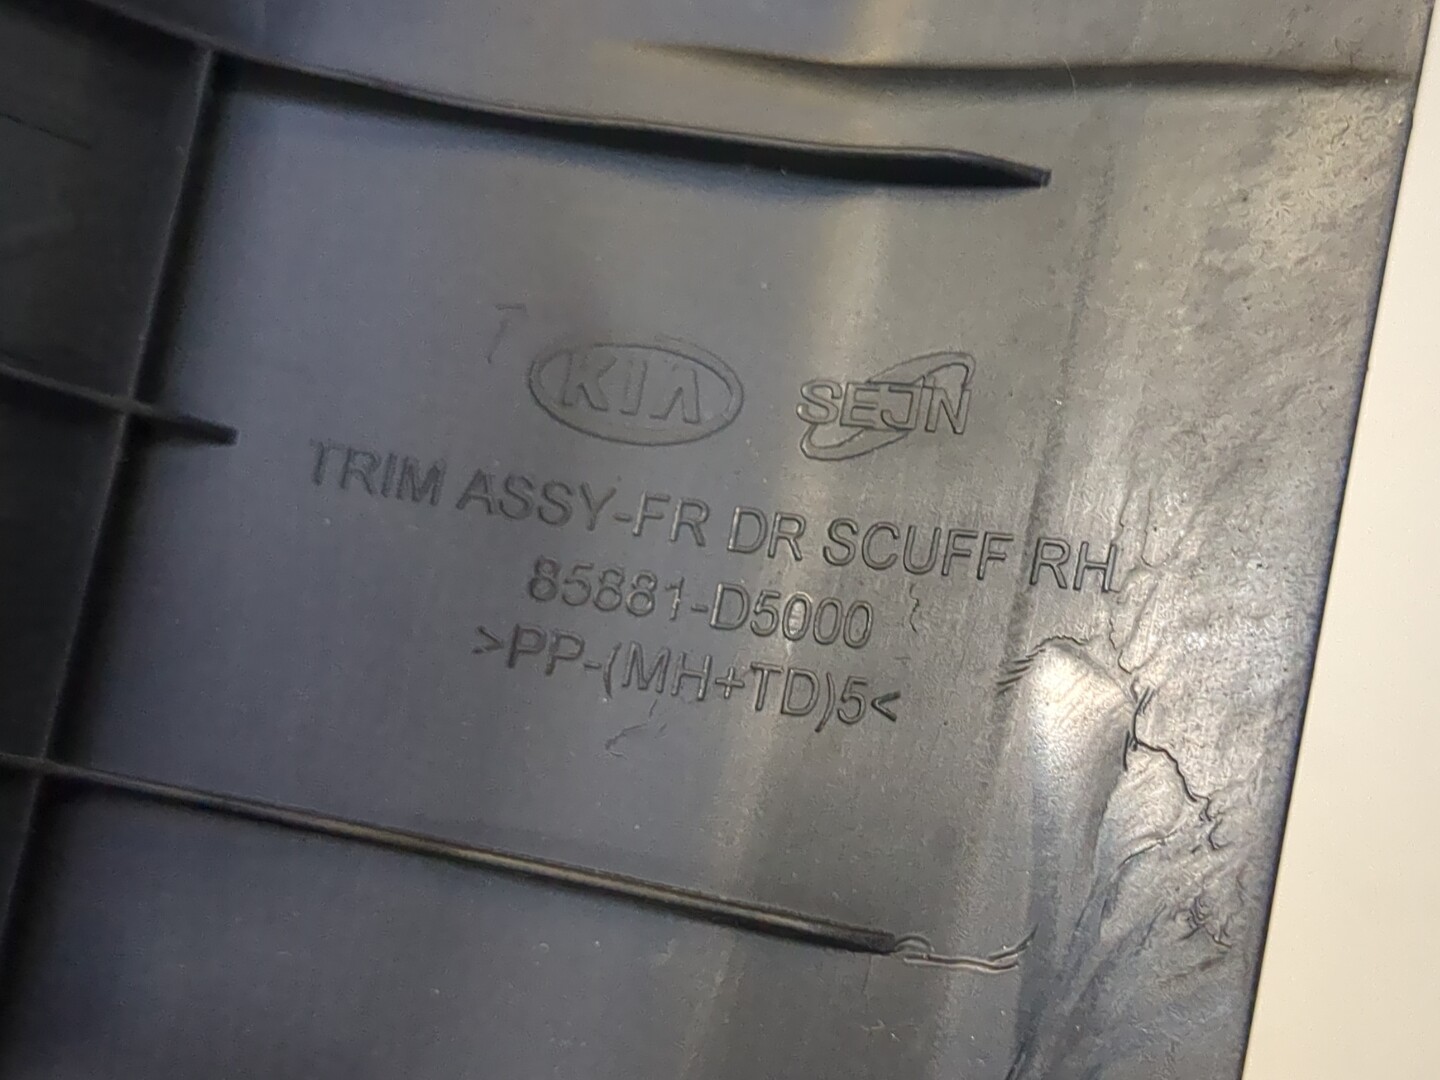 KIA SEJIN
TRIM ASSY-FR DR SCUFF RH
85881-D5000
>PP-(MH+TD)5<